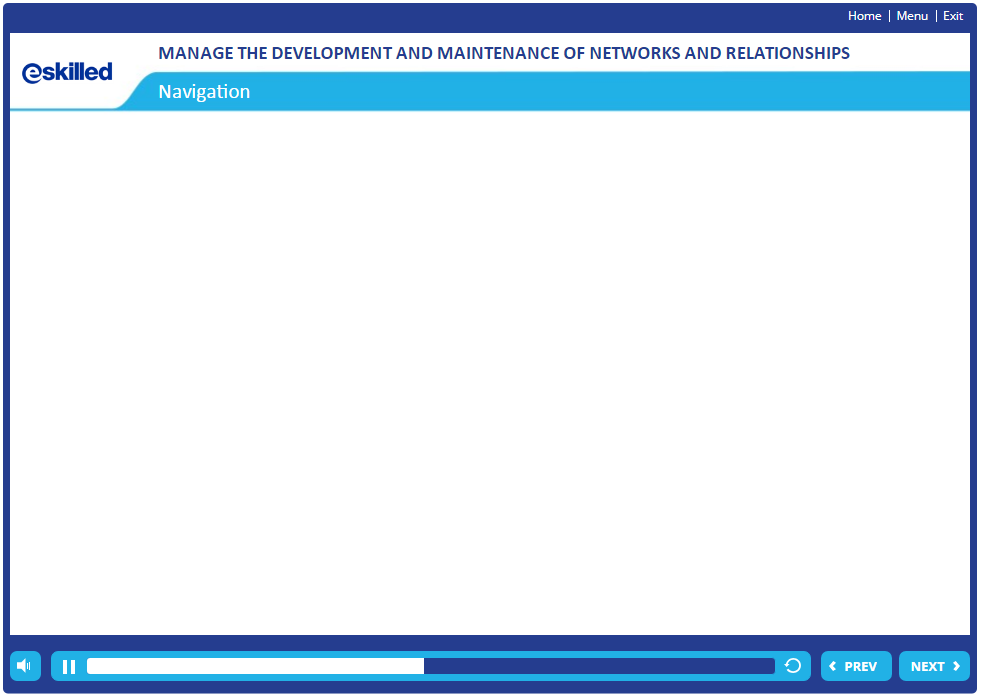 Home | Menu | Exit
MANAGE THE DEVELOPMENT AND MAINTENANCE OF NETWORKS AND RELATIONSHIPS
eskilled
Navigation
PREV
NEXT